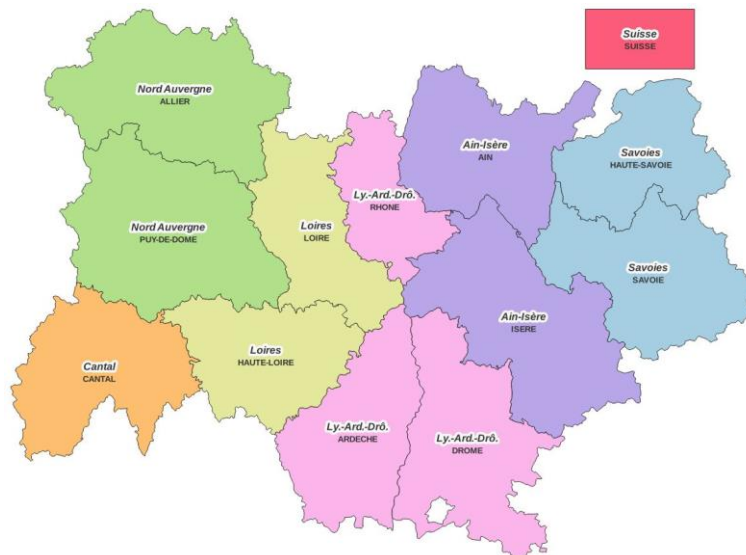 Suisse
SUISSE
Nord Auvergne
ALLIER
Ain-Isère
AIN
Savoies
HAUTE-SAVOIE
Ly.-Ard.-Drô.
RHONE
Nord Auvergne
PUY-DE-DOME
Loires
LOIRE
Savoies
SAVOIE
Ain-Isère
ISERE
Loires
HAUTE-LOIRE
Cantal
CANTAL
Ly.-Ard.-Drô.
ARDECHE
Ly.-Ard.-Drô.
DROME